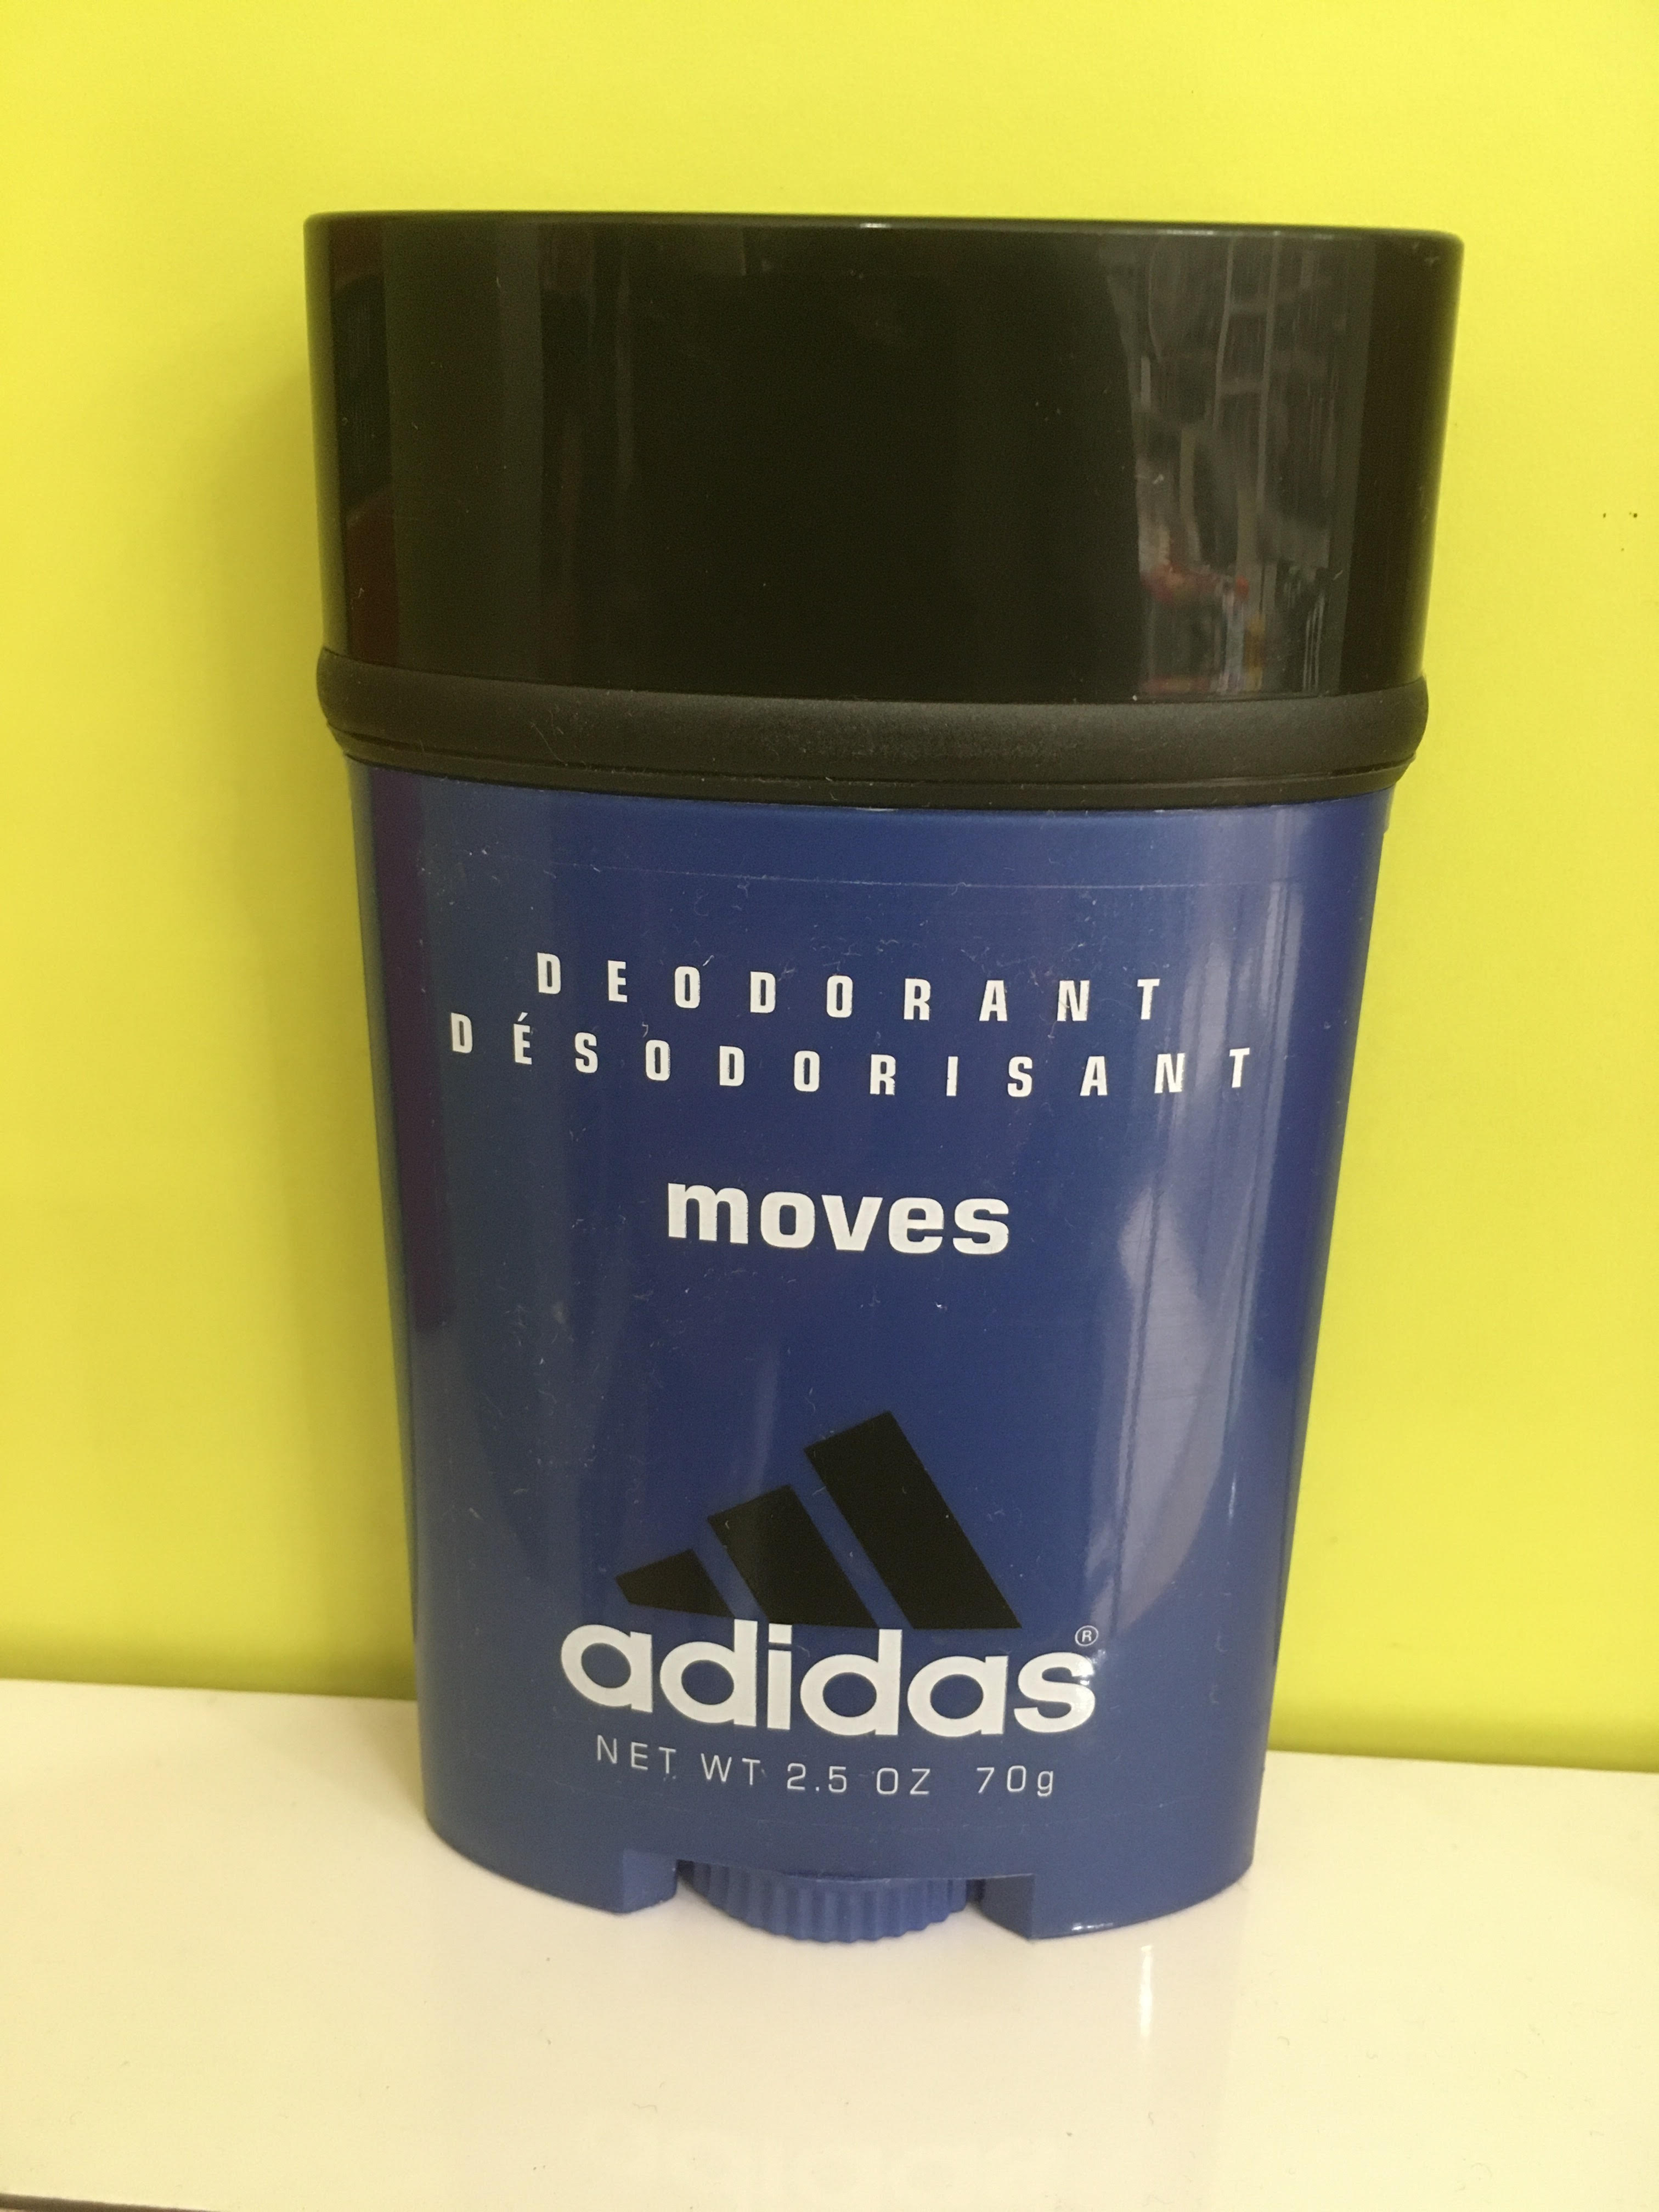 DEODORANT
DÉSODORISANT
moves
adidas®
NET WT 2.5 OZ 70g